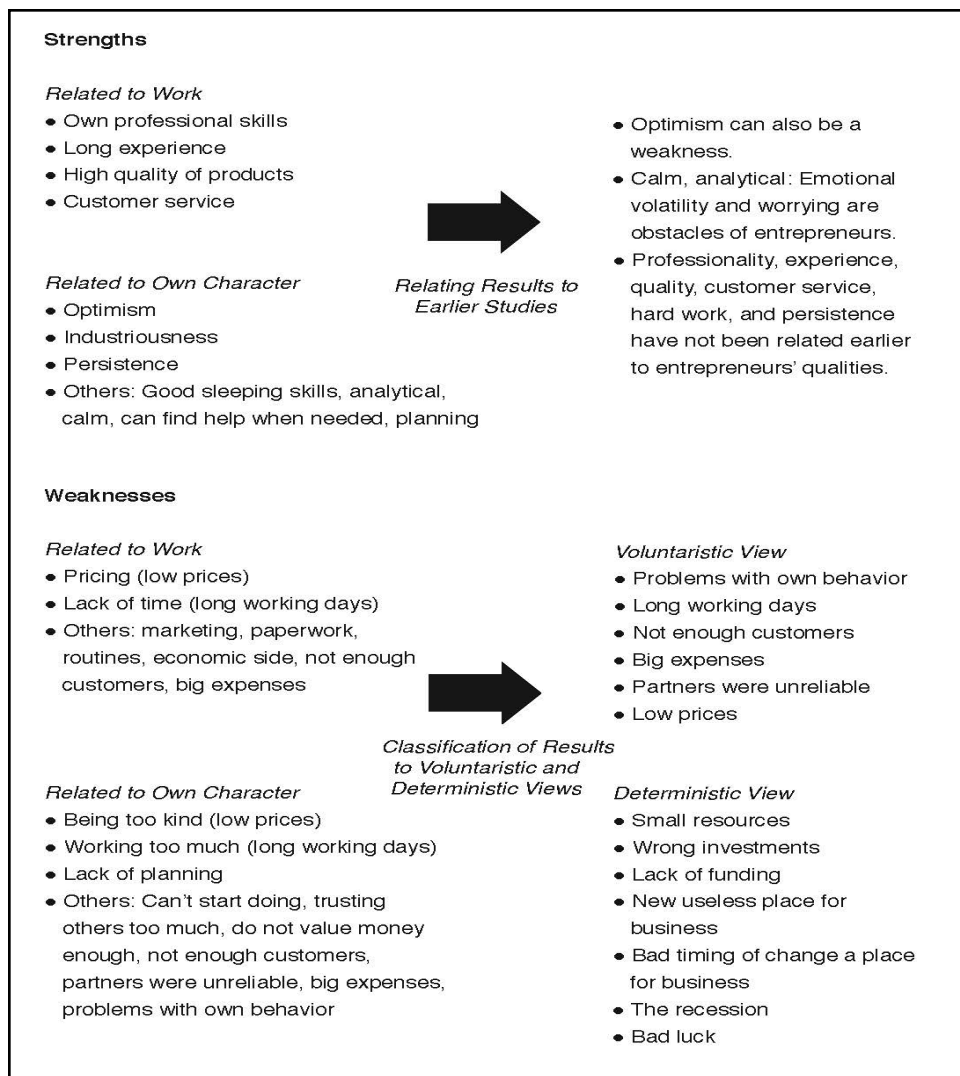 Strengths
Related to Work
• Own professional skills
• Long experience
• High quality of products
• Customer service
Related to Own Character
• Optimism
• Industriousness
• Persistence
• Others: Good sleeping skills, analytical,
calm, can find help when needed, planning
Relating Results to
Earlier Studies
• Optimism can also be a
weakness.
• Calm, analytical: Emotional
volatility and worrying are
obstacles of entrepreneurs.
• Professionality, experience,
quality, customer service,
hard work, and persistence
have not been related earlier
to entrepreneurs’ qualities.
Weaknesses
Related to Work
• Pricing (low prices)
• Lack of time (long working days)
• Others: marketing, paperwork,
routines, economic side, not enough
customers, big expenses
Related to Own Character
• Being too kind (low prices)
• Working too much (long working days)
• Lack of planning
• Others: Can’t start doing, trusting
others too much, do not value money
enough, not enough customers,
partners were unreliable, big expenses,
problems with own behavior
Classification of Results
to Voluntaristic and
Deterministic Views
Voluntaristic View
• Problems with own behavior
• Long working days
• Not enough customers
• Big expenses
• Partners were unreliable
• Low prices
Deterministic View
• Small resources
• Wrong investments
• Lack of funding
• New useless place for
business
• Bad timing of change a place
for business
• The recession
• Bad luck